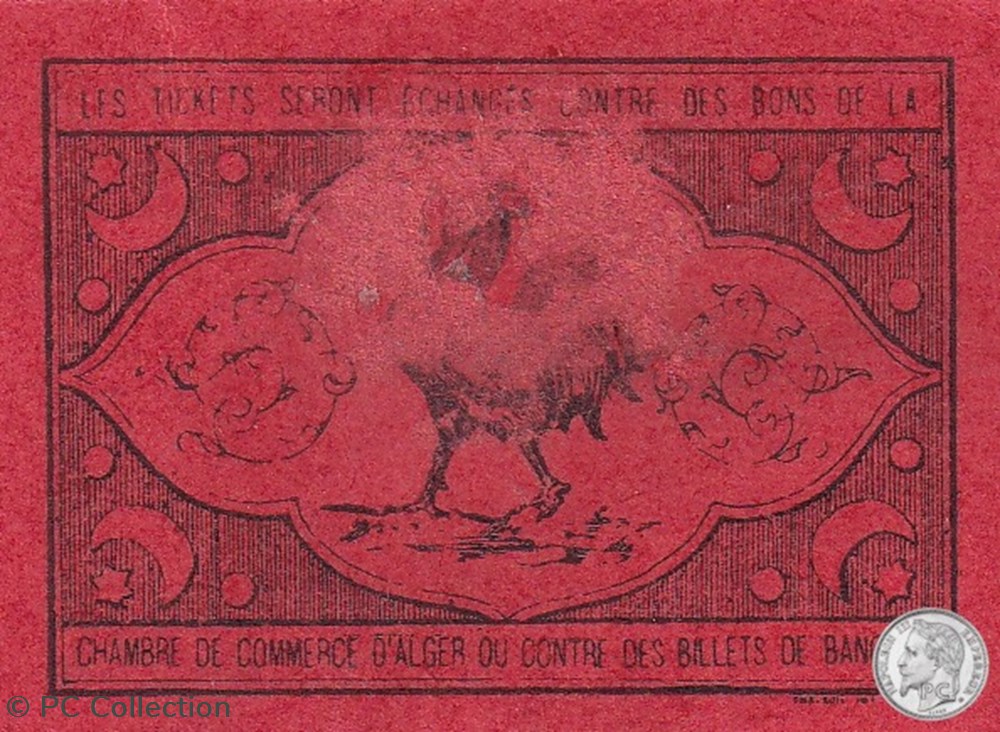 LES TICKETS SERONT ÉCHANGÉS CONTRE DES BONS DE LA
CHAMBRE DE COMMERCE D'ALGER OU CONTRE DES BILLETS DE
© PC Collection
PC